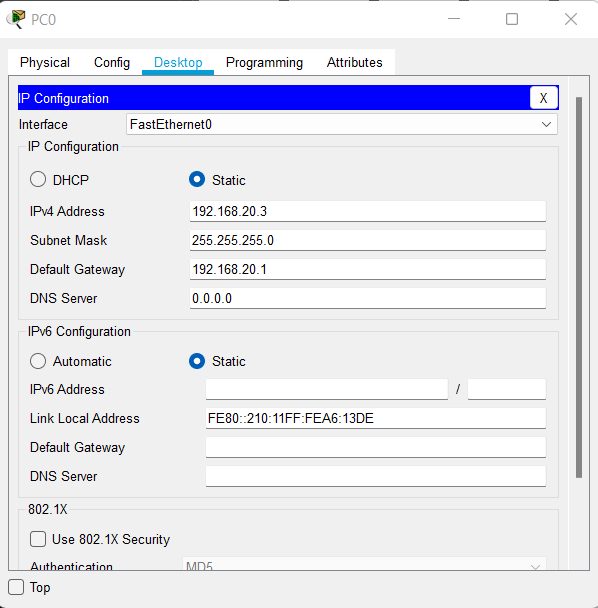 PC0
Physical Config Desktop Programming Attributes
IP Configuration X
Interface FastEthernet0
IP Configuration
DHCP Static
IPv4 Address 192.168.20.3
Subnet Mask 255.255.255.0
Default Gateway 192.168.20.1
DNS Server 0.0.0.0
IPv6 Configuration
Automatic Static
IPv6 Address /
Link Local Address FE80::210:11FF:FEA6:13DE
Default Gateway
DNS Server
802.1X
Use 802.1X Security
Authentication MD5
Top